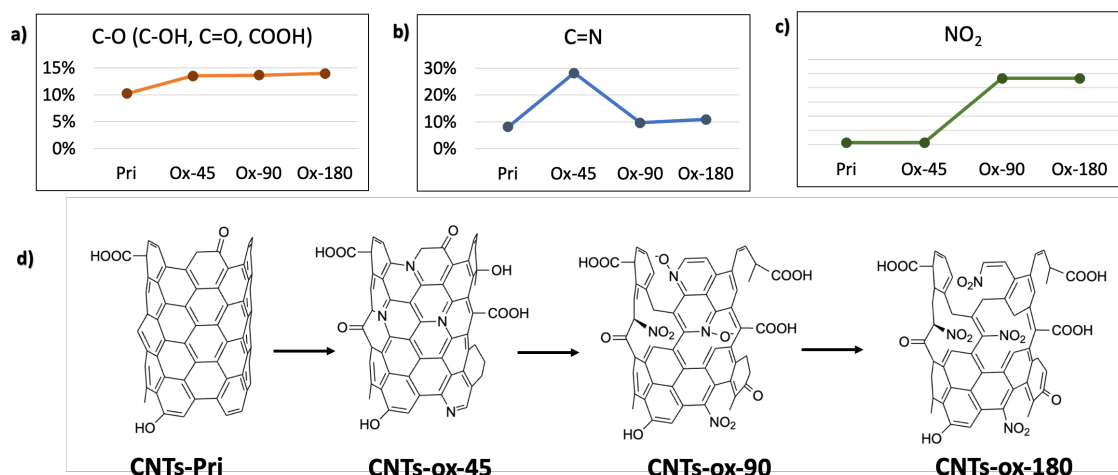 a)
C-O (C-OH, C=O, COOH)
15%
10%
5%
0%
Pri Ox-45 Ox-90 Ox-180
b)
C=N
30%
20%
10%
0%
Pri Ox-45 Ox-90 Ox-180
c)
NO₂
Pri Ox-45 Ox-90 Ox-180
d)
O
HOOC
HO
CNTs-Pri
O
HOOC
N
OH
COOH
N
N
O
N
HO
CNTs-ox-45
⁻O
HOOC
N
COOH
NO₂
N
O⁻
COOH
O
O
NO₂
HO
CNTs-ox-90
HOOC
O₂N
COOH
NO₂
NO₂
COOH
O
O
NO₂
HO
CNTs-ox-180